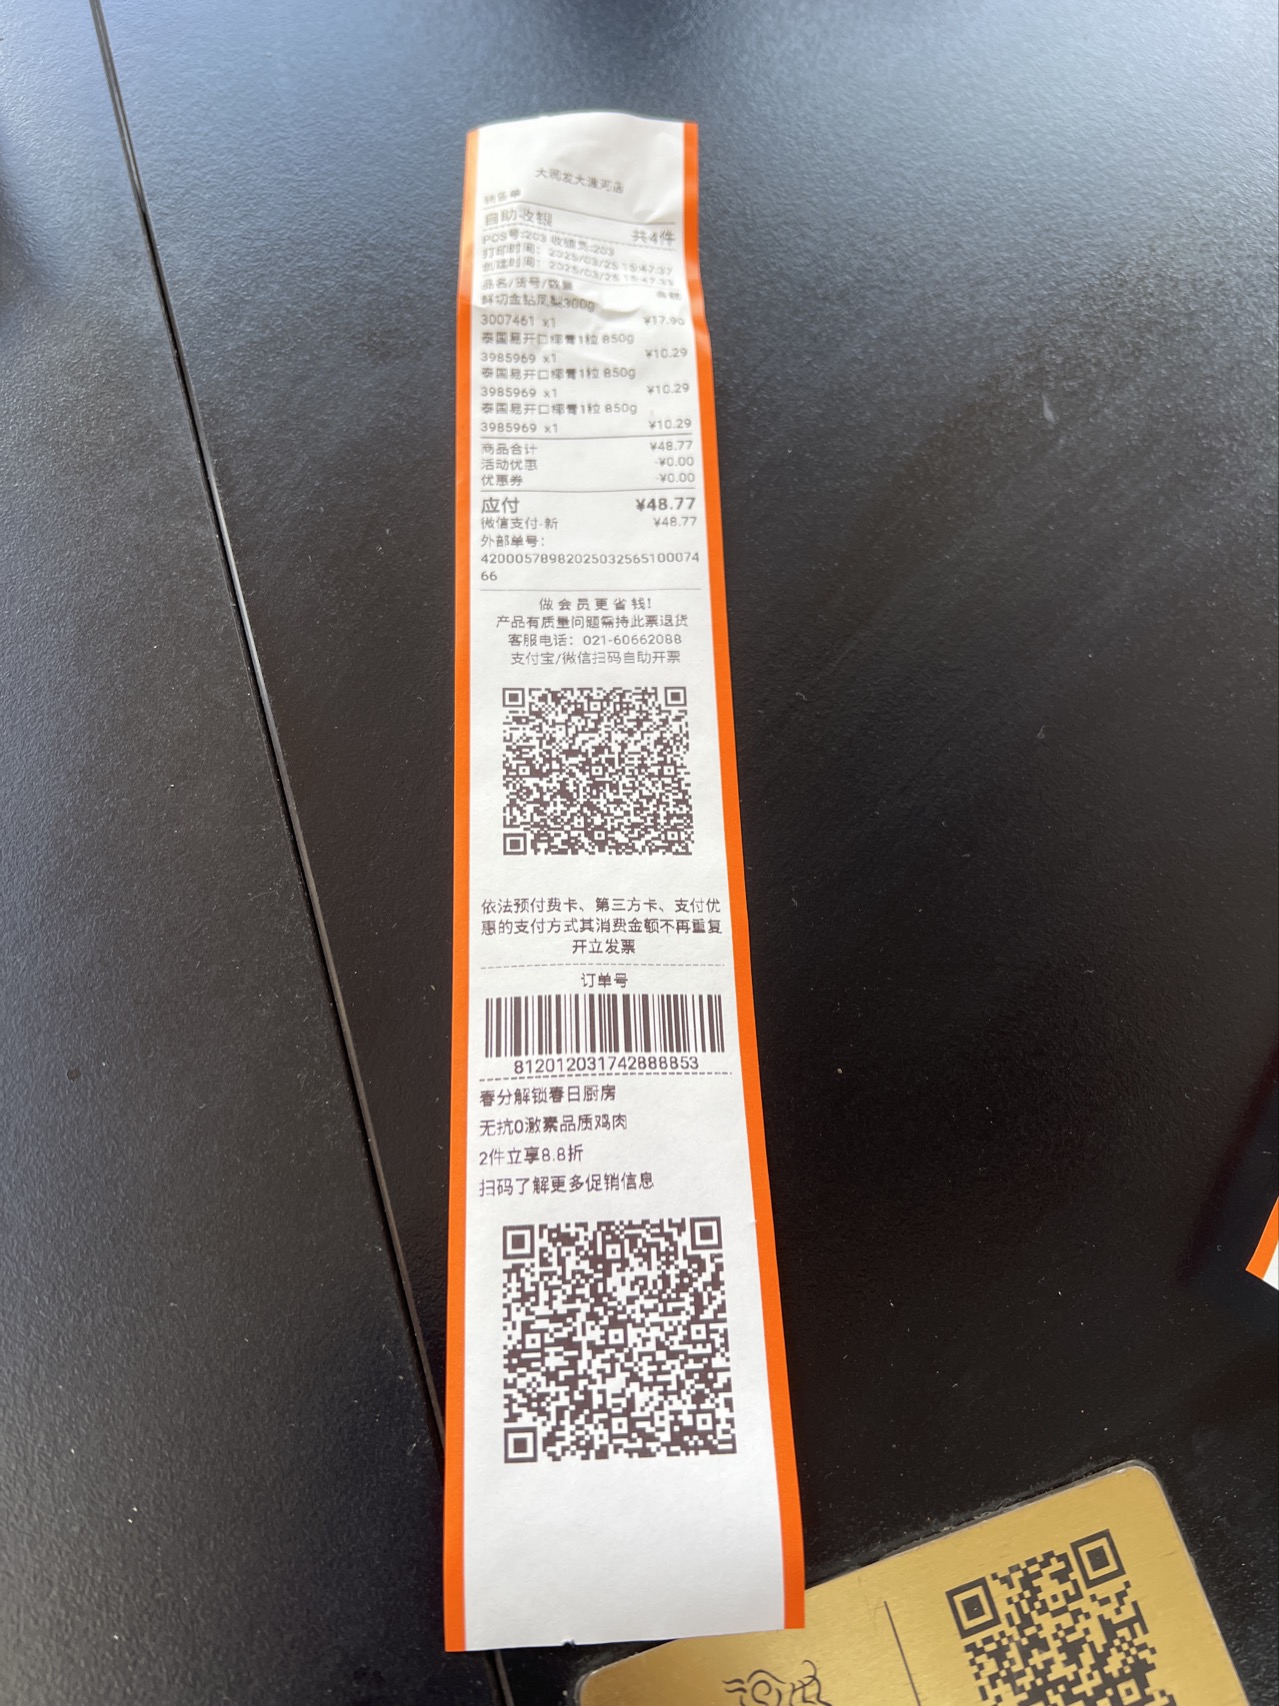 大润发大渡河店
销售单
自助-收银 共4件
POS号:203 收银员:203
打印时间： 2025/03/25 15:47:37
创建时间： 2025/03/25 15:47:33
品名/货号/数量 金额
鲜切金钻凤梨300g
3007461 x1 ¥17.90
泰国易开口椰青1粒 850g
3985969 x1 ¥10.29
泰国易开口椰青1粒 850g
3985969 x1 ¥10.29
泰国易开口椰青1粒 850g
3985969 x1 ¥10.29
商品合计 ¥48.77
活动优惠 -¥0.00
优惠券 -¥0.00
应付 ¥48.77
微信支付-新 ¥48.77
外部单号：
42000578982025032565100074
66
做会员更省钱!
产品有质量问题需持此票退货
客服电话： 021-60662088
支付宝/微信扫码自助开票
依法预付费卡、第三方卡、支付优
惠的支付方式其消费金额不再重复
开立发票
订单号
812012031742888853
春分解锁春日厨房
无抗0激素品质鸡肉
2件立享8.8折
扫码了解更多促销信息